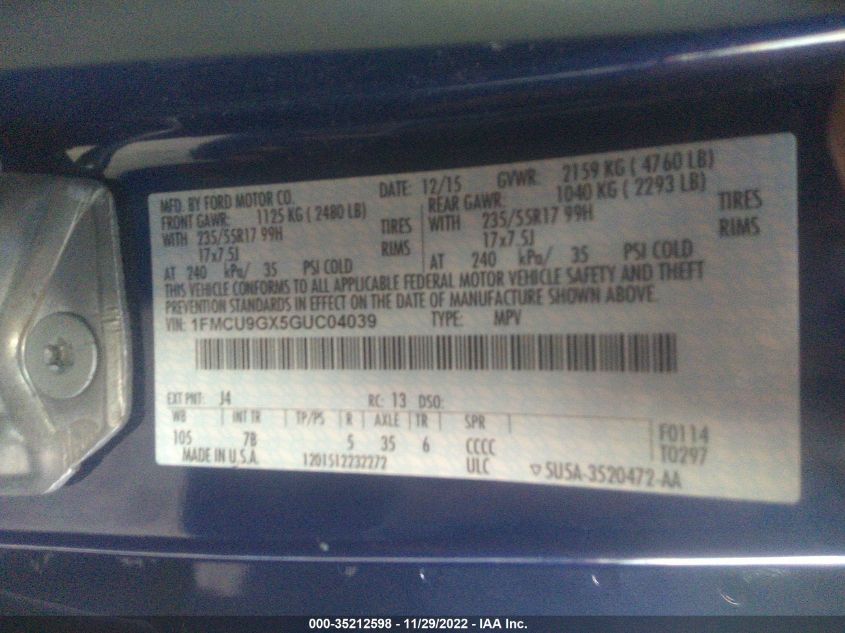 MFD. BY FORD MOTOR CO. DATE: 12/15 GVWR: 2159 KG ( 4760 LB)
FRONT GAWR: 1125 KG ( 2480 LB) REAR GAWR: 1040 KG ( 2293 LB)
WITH 235/55R17 99H TIRES WITH 235/55R17 99H TIRES
17x7.5J RIMS 17x7.5J RIMS
AT 240 kPa/ 35 PSI COLD AT 240 kPa/ 35 PSI COLD
THIS VEHICLE CONFORMS TO ALL APPLICABLE FEDERAL MOTOR VEHICLE SAFETY AND THEFT
PREVENTION STANDARDS IN EFFECT ON THE DATE OF MANUFACTURE SHOWN ABOVE.
VIN: 1FMCU9GX5GUC04039 TYPE: MPV
EXT PNT: J4 RC: 13 DSO:
WB INT TR TP/PS R AXLE TR SPR
105 7B 5 35 6 CCCC F0114
MADE IN U.S.A. 1201512232272 ULC T0297
5U5A-3520472-AA
000-35212598 - 11/29/2022 - IAA Inc.